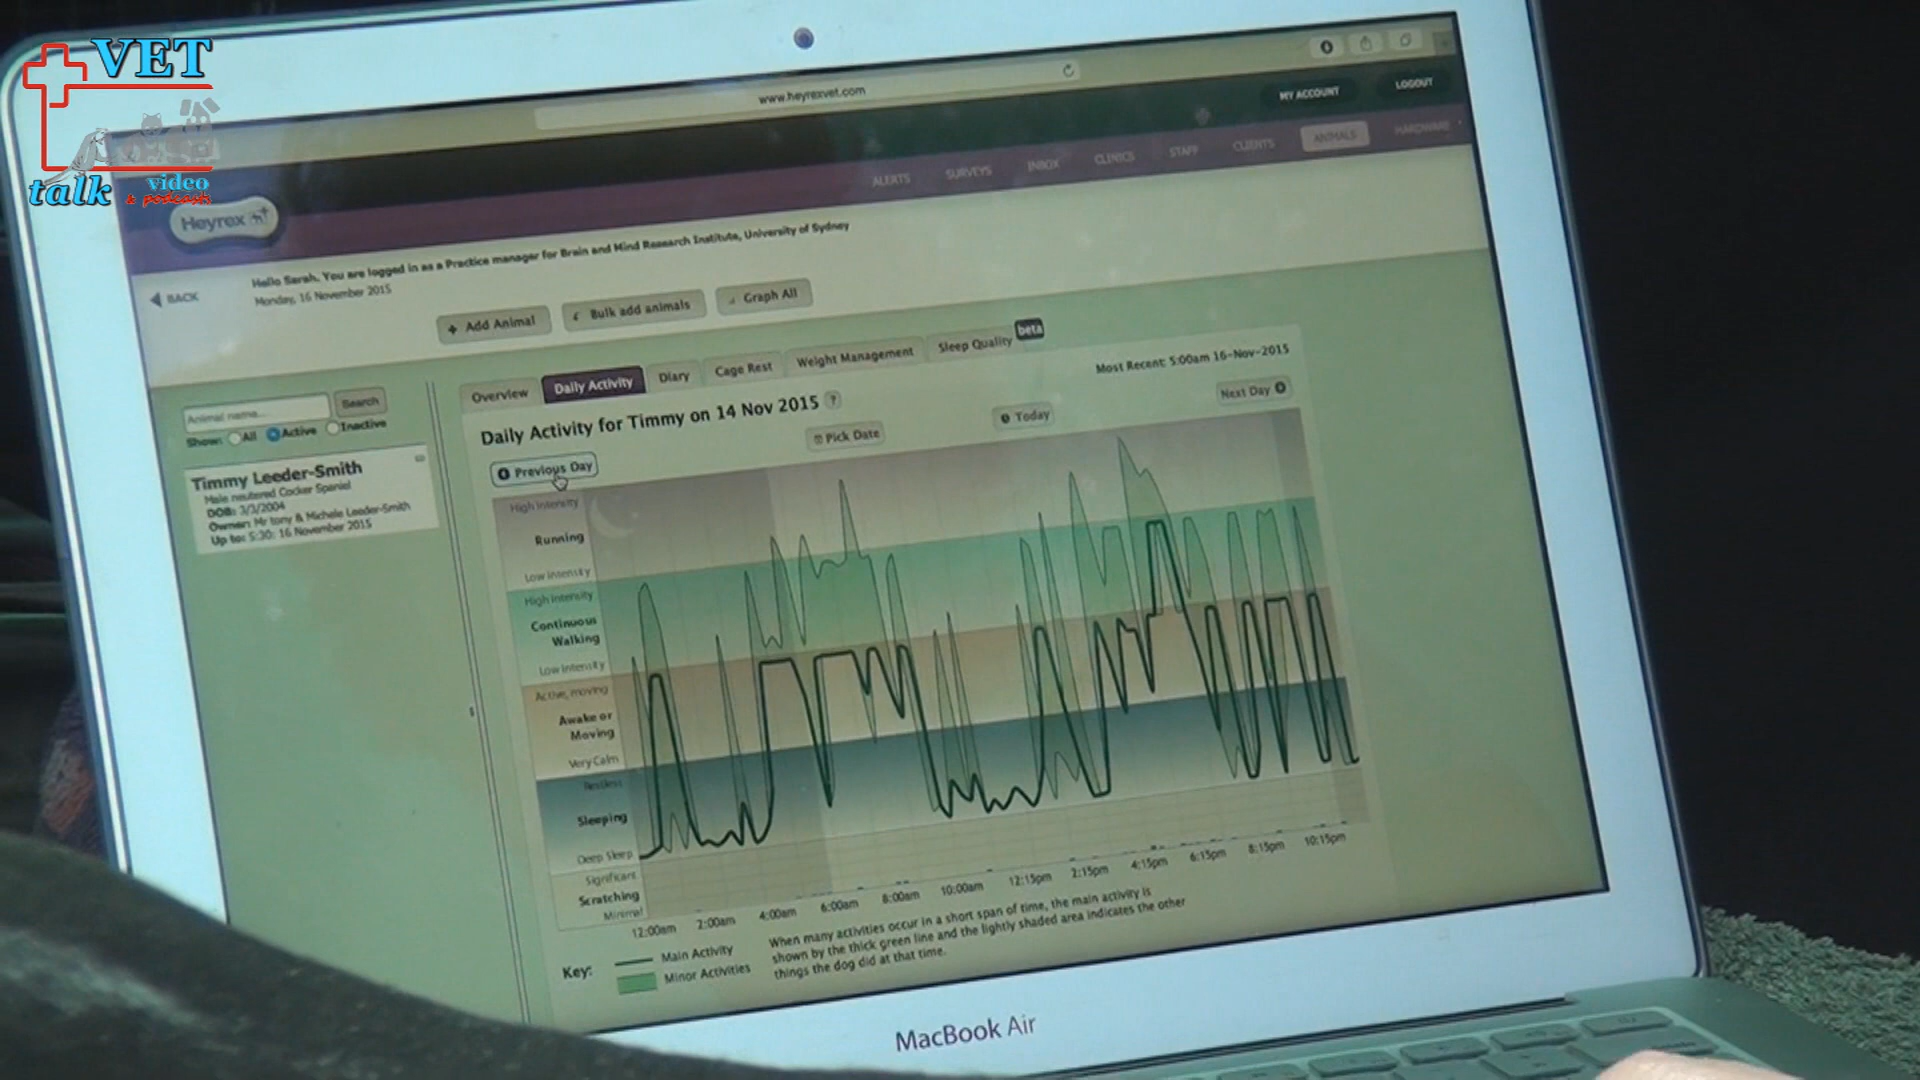 VET
talk video
& podcasts
www.heyrexvet.com
MY ACCOUNT
LOGOUT
ALERTS
SURVEYS
INBOX
CLINICS
STAFF
CLIENTS
ANIMALS
HARDWARE
Heyrex
BACK
Hello Sarah. You are logged in as a Practice manager for Brain and Mind Research Institute, University of Sydney
Monday, 16 November 2015
Add Animal
Bulk add animals
Graph All
Animal name...
Search
Show: All Active Inactive
Timmy Leeder-Smith
Male neutered Cocker Spaniel
DOB: 3/3/2004
Owner: Mr tony & Michele Leeder-Smith
Up to: 5:30: 16 November 2015
Overview
Daily Activity
Diary
Cage Rest
Weight Management
Sleep Quality
beta
Most Recent: 5:00am 16-Nov-2015
Daily Activity for Timmy on 14 Nov 2015 ?
Previous Day
Pick Date
Today
Next Day
High Intensity
Running
Low Intensity
High Intensity
Continuous
Walking
Low Intensity
Active, moving
Awake or
Moving
Very Calm
Restless
Sleeping
Deep Sleep
Significant
Scratching
Minimal
12:00am 2:00am 4:00am 6:00am 8:00am 10:00am 12:15pm 2:15pm 4:15pm 6:15pm 8:15pm 10:15pm
Key:
Main Activity
Minor Activities
When many activities occur in a short span of time, the main activity is
shown by the thick green line and the lightly shaded area indicates the other
things the dog did at that time.
MacBook Air